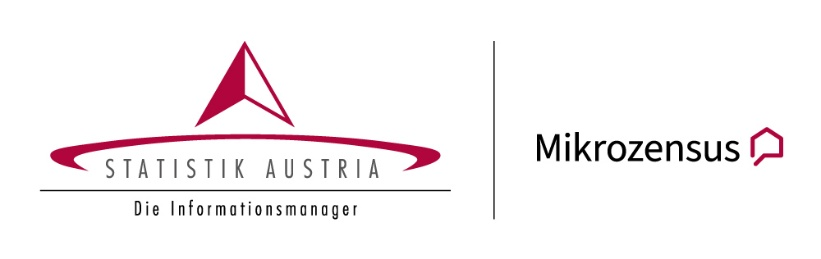 STATISTIK AUSTRIA
Die Informationsmanager
Mikrozensus